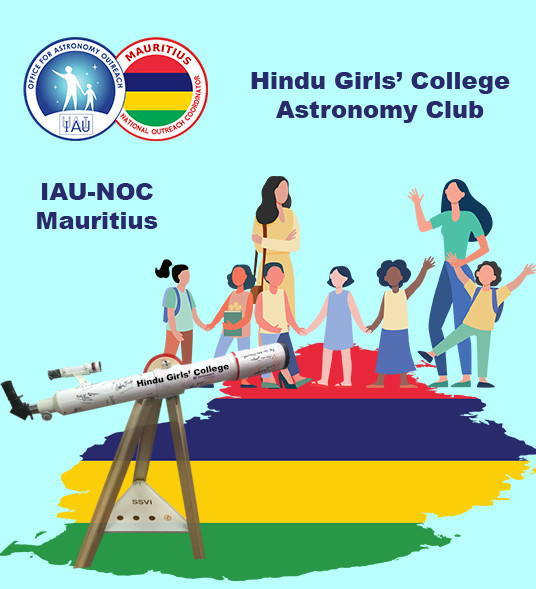 OFFICE FOR ASTRONOMY OUTREACH
IAU
MAURITIUS
NATIONAL OUTREACH COORDINATOR
Hindu Girls' College
Astronomy Club
IAU-NOC
Mauritius
Hindu Girls' College
SSVI